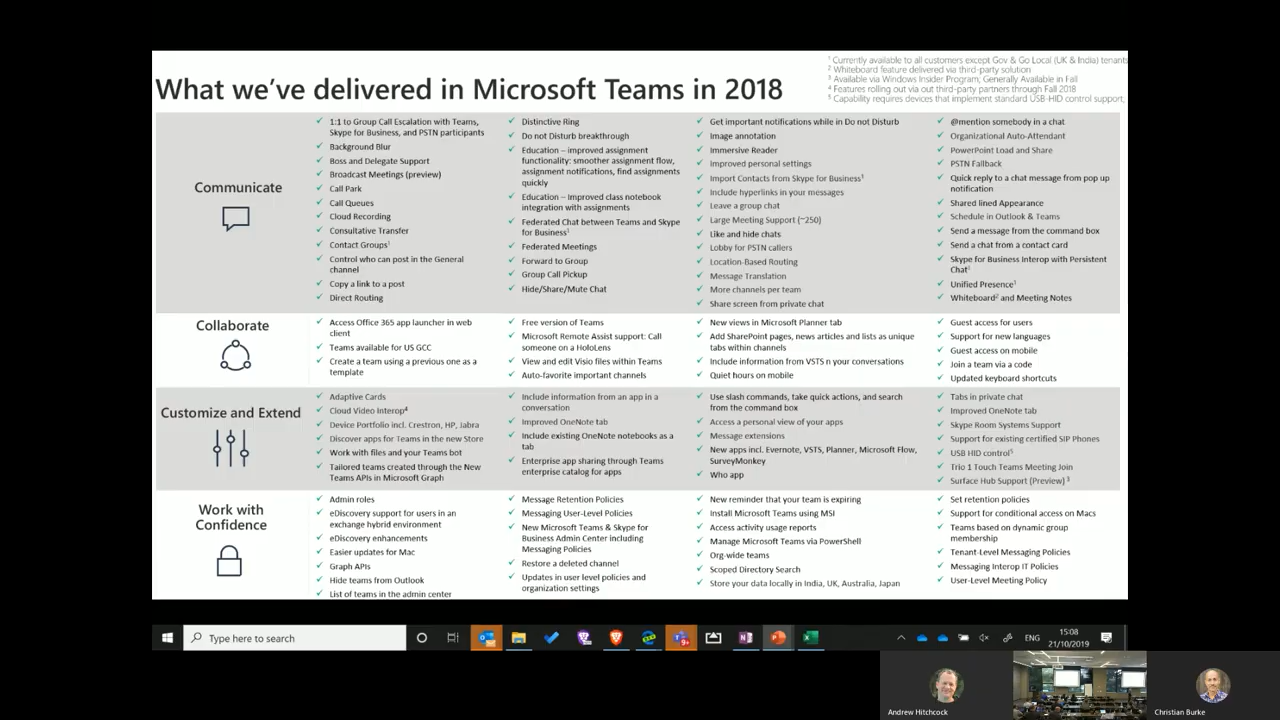 What we've delivered in Microsoft Teams in 2018
1 Currently available to all customers except Gov & Go Local (UK & India) tenants
2 Whiteboard feature delivered via third-party solution
3 Available via Windows Insider Program, Generally Available in Fall
4 Features rolling out via out third-party partners through Fall 2018
5 Capability requires devices that implement standard USB-HID control support,
Communicate
1:1 to Group Call Escalation with Teams,
Skype for Business, and PSTN participants
Background Blur
Boss and Delegate Support
Broadcast Meetings (preview)
Call Park
Call Queues
Cloud Recording
Consultative Transfer
Contact Groups1
Control who can post in the General
channel
Copy a link to a post
Direct Routing
Distinctive Ring
Do not Disturb breakthrough
Education – improved assignment
functionality: smoother assignment flow,
assignment notifications, find assignments
quickly
Education – Improved class notebook
integration with assignments
Federated Chat between Teams and Skype
for Business1
Federated Meetings
Forward to Group
Group Call Pickup
Hide/Share/Mute Chat
Get important notifications while in Do not Disturb
Image annotation
Immersive Reader
Improved personal settings
Import Contacts from Skype for Business1
Include hyperlinks in your messages
Leave a group chat
Large Meeting Support (~250)
Like and hide chats
Lobby for PSTN callers
Location-Based Routing
Message Translation
More channels per team
Share screen from private chat
@mention somebody in a chat
Organizational Auto-Attendant
PowerPoint Load and Share
PSTN Fallback
Quick reply to a chat message from pop up
notification
Shared lined Appearance
Schedule in Outlook & Teams
Send a message from the command box
Send a chat from a contact card
Skype for Business Interop with Persistent
Chat1
Unified Presence1
Whiteboard2 and Meeting Notes
Collaborate
Access Office 365 app launcher in web
client
Teams available for US GCC
Create a team using a previous one as a
template
Free version of Teams
Microsoft Remote Assist support: Call
someone on a HoloLens
View and edit Visio files within Teams
Auto-favorite important channels
New views in Microsoft Planner tab
Add SharePoint pages, news articles and lists as unique
tabs within channels
Include information from VSTS n your conversations
Quiet hours on mobile
Guest access for users
Support for new languages
Guest access on mobile
Join a team via a code
Updated keyboard shortcuts
Customize and Extend
Adaptive Cards
Cloud Video Interop4
Device Portfolio incl. Crestron, HP, Jabra
Discover apps for Teams in the new Store
Work with files and your Teams bot
Tailored teams created through the New
Teams APIs in Microsoft Graph
Include information from an app in a
conversation
Improved OneNote tab
Include existing OneNote notebooks as a
tab
Enterprise app sharing through Teams
enterprise catalog for apps
Use slash commands, take quick actions, and search
from the command box
Access a personal view of your apps
Message extensions
New apps incl. Evernote, VSTS, Planner, Microsoft Flow,
SurveyMonkey
Who app
Tabs in private chat
Improved OneNote tab
Skype Room Systems Support
Support for existing certified SIP Phones
USB HID control5
Trio 1 Touch Teams Meeting Join
Surface Hub Support (Preview) 3
Work with
Confidence
Admin roles
eDiscovery support for users in an
exchange hybrid environment
eDiscovery enhancements
Easier updates for Mac
Graph APIs
Hide teams from Outlook
List of teams in the admin center
Message Retention Policies
Messaging User-Level Policies
New Microsoft Teams & Skype for
Business Admin Center including
Messaging Policies
Restore a deleted channel
Updates in user level policies and
organization settings
New reminder that your team is expiring
Install Microsoft Teams using MSI
Access activity usage reports
Manage Microsoft Teams via PowerShell
Org-wide teams
Scoped Directory Search
Store your data locally in India, UK, Australia, Japan
Set retention policies
Support for conditional access on Macs
Teams based on dynamic group
membership
Tenant-Level Messaging Policies
Messaging Interop IT Policies
User-Level Meeting Policy
Type here to search
ENG
15:08
21/10/2019
Andrew Hitchcock
Christian Burke